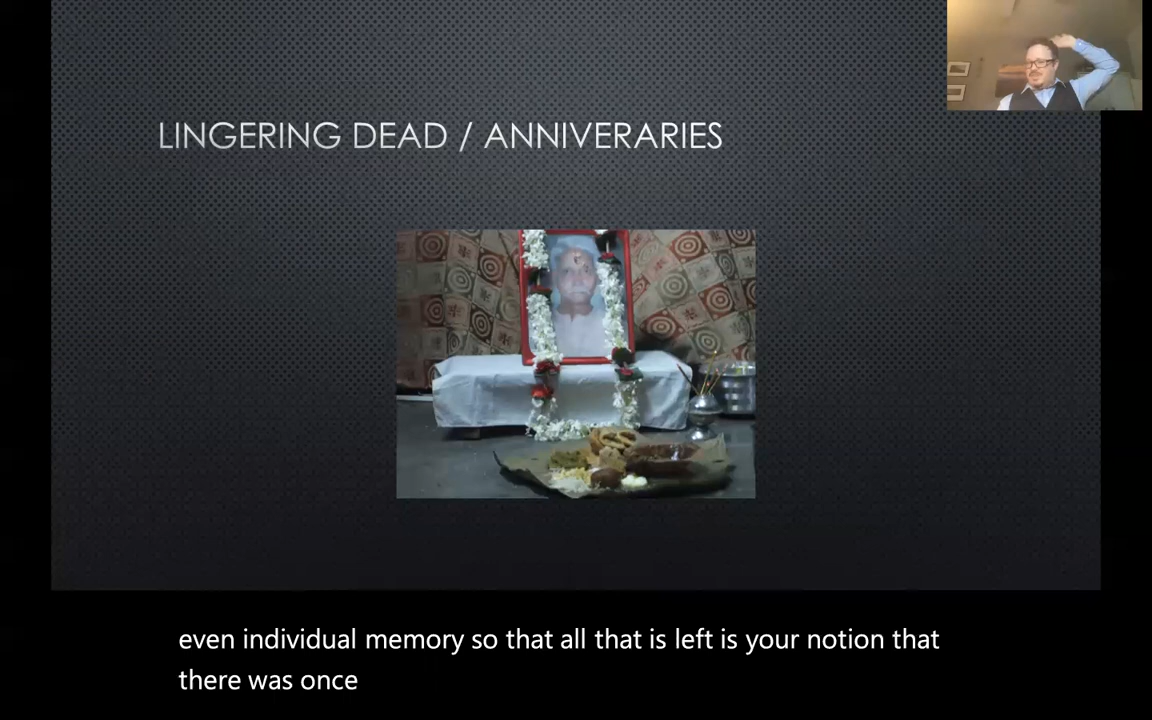 LINGERING DEAD / ANNIVERARIES
even individual memory so that all that is left is your notion that
there was once